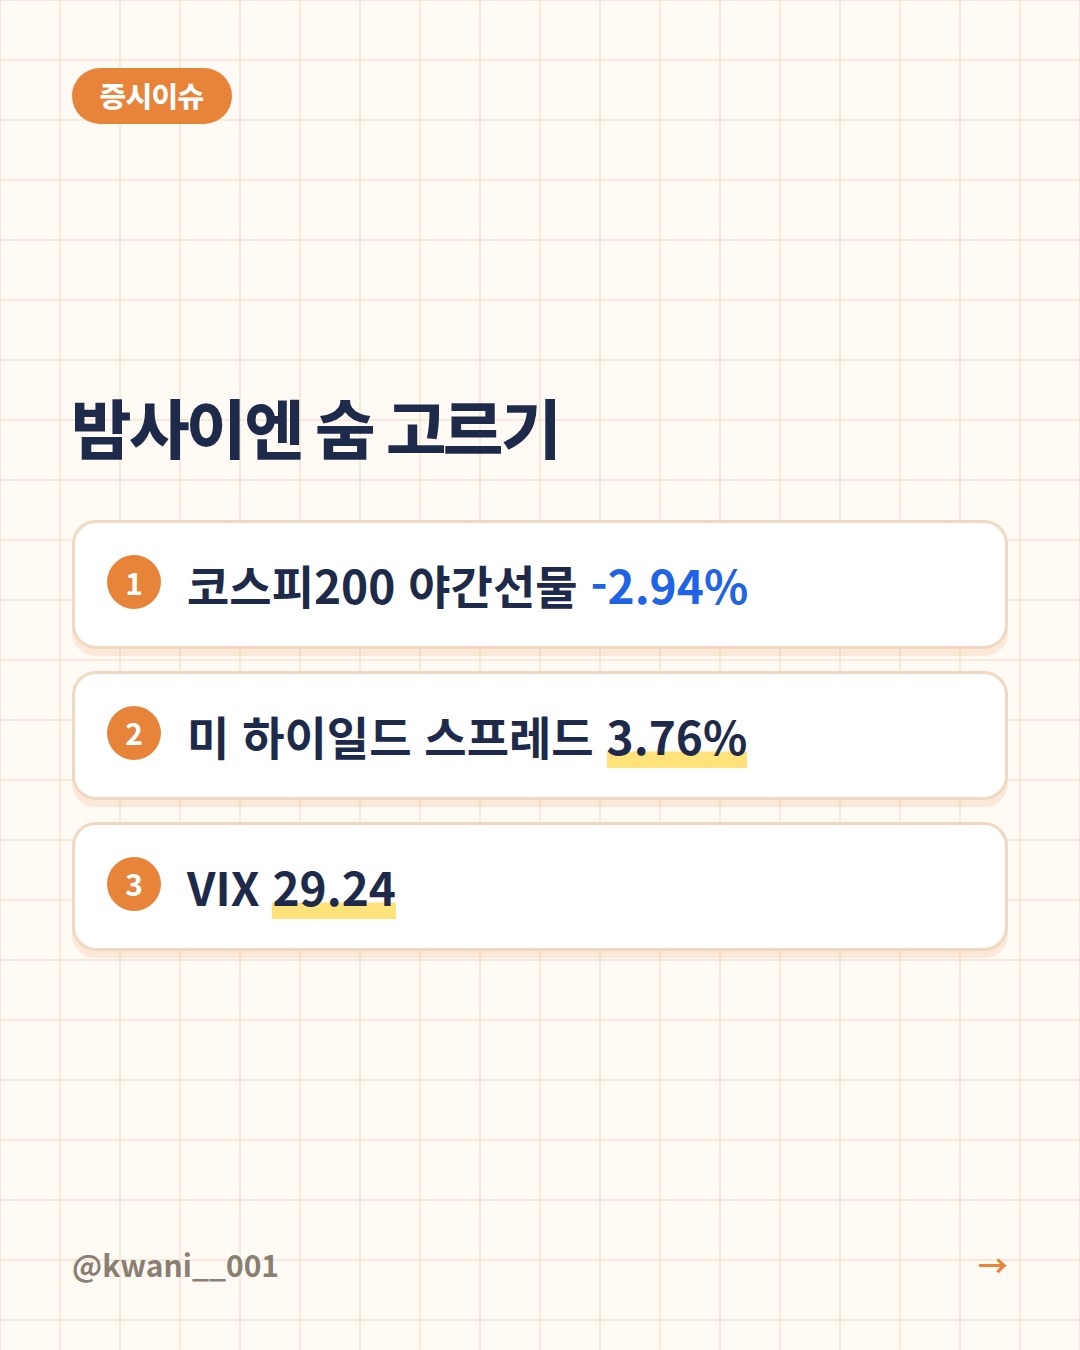 증시이슈
밤사이엔 숨 고르기
1 코스피200 야간선물 -2.94%
2 미 하이일드 스프레드 3.76%
3 VIX 29.24
@kwani__001 →